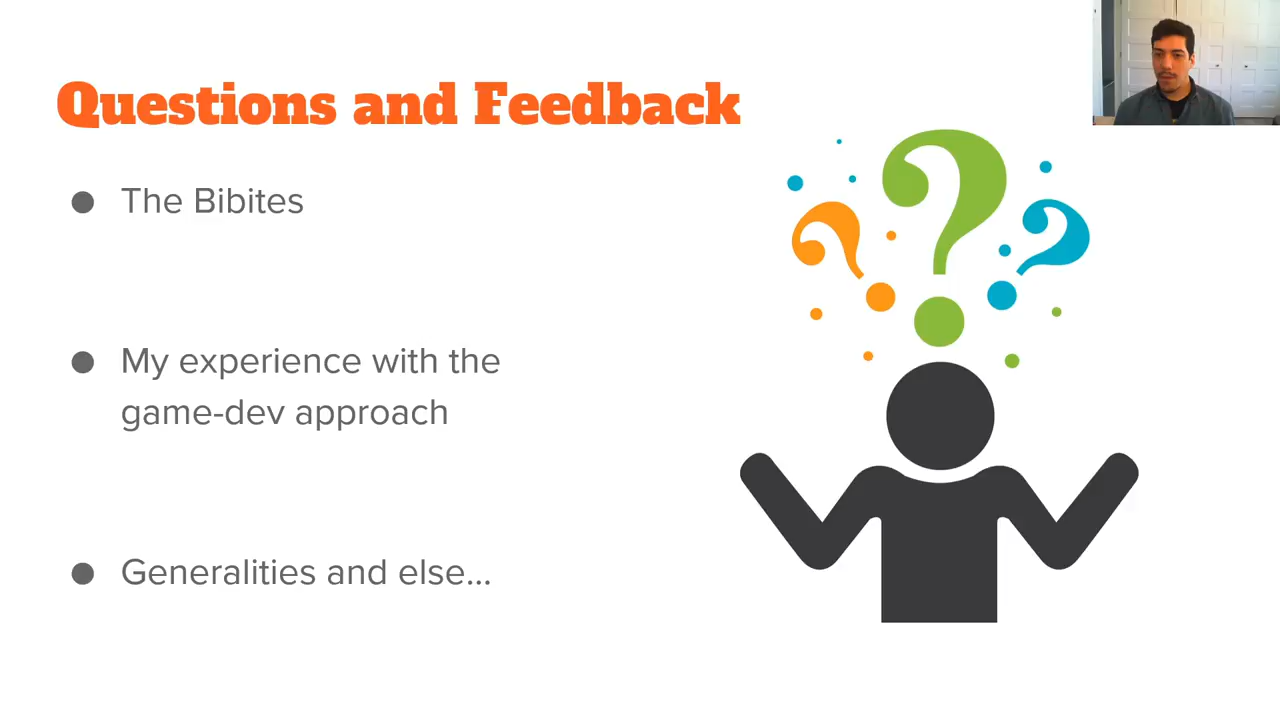 Questions and Feedback
The Bibites
My experience with the
game-dev approach
Generalities and else...